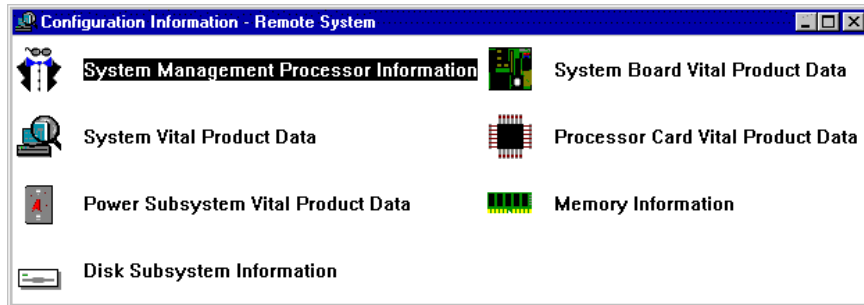 Configuration Information - Remote System
System Management Processor Information
System Board Vital Product Data
System Vital Product Data
Processor Card Vital Product Data
Power Subsystem Vital Product Data
Memory Information
Disk Subsystem Information